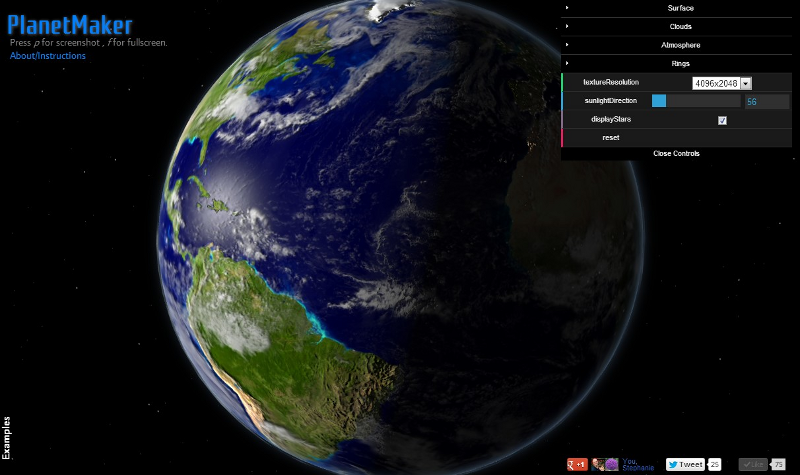 PlanetMaker
Press p for screenshot , f for fullscreen.
About/Instructions
Surface
Clouds
Atmosphere
Rings
textureResolution 4096x2048
sunlightDirection 56
displayStars
reset
Close Controls
Examples
g +1
You,
Stephanie
Tweet 25
Like 75